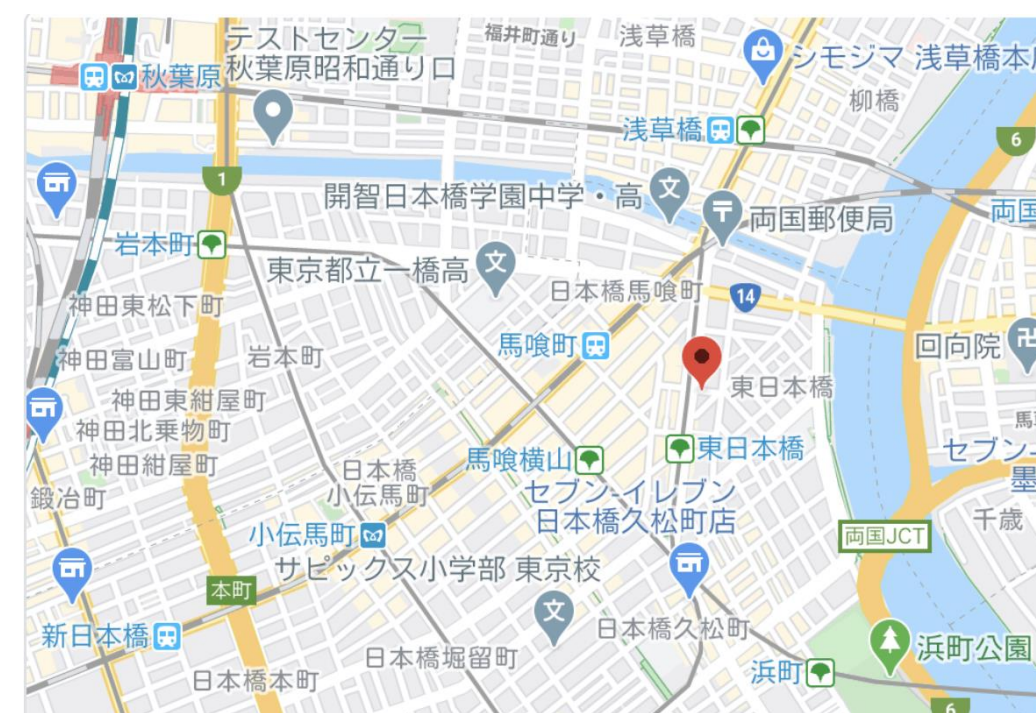 テストセンター
秋葉原昭和通り口
福井町通り
浅草橋
シモジマ 浅草橋本
秋葉原
柳橋
浅草橋
6
1
開智日本橋学園中学・高
両国郵便局
両国
岩本町
東京都立一橋高
日本橋馬喰町
14
神田東松下町
馬喰町
回向院
神田富山町
岩本町
東日本橋
神田東紺屋町
神田北乗物町
馬喰横山
東日本橋
セブン-
墨
神田紺屋町
日本橋
小伝馬町
鍛冶町
セブン-イレブン
日本橋久松町店
千歳
小伝馬町
両国JCT
サピックス小学部 東京校
本町
新日本橋
日本橋久松町
浜町公園
日本橋堀留町
浜町
日本橋本町
6